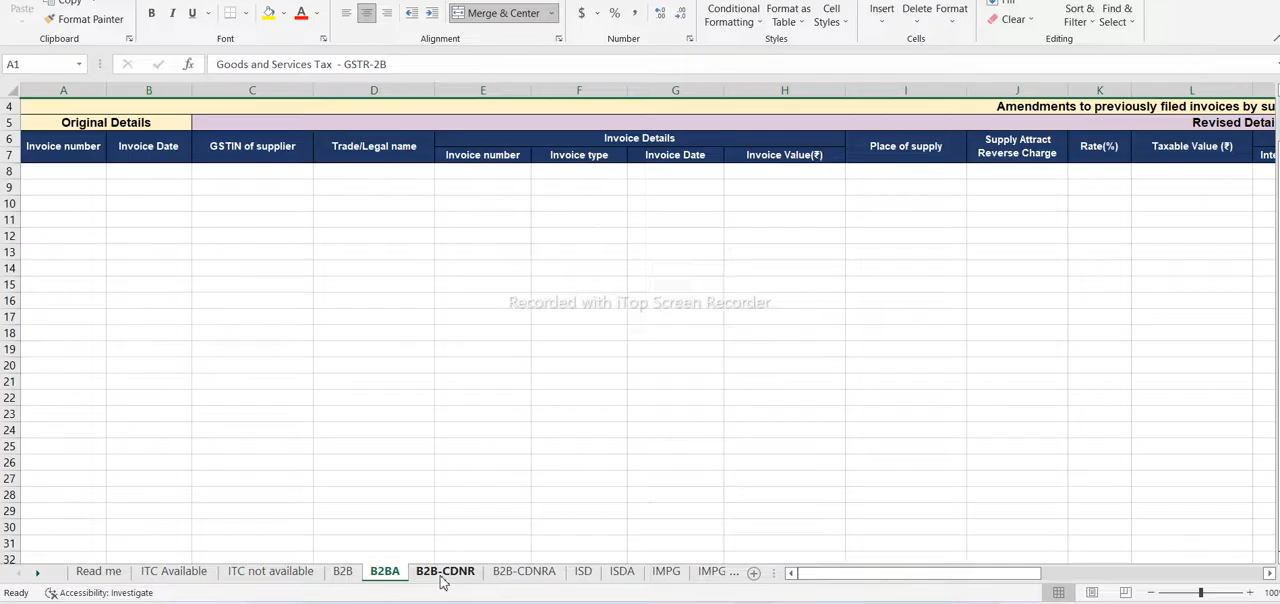 Paste Copy Format Painter B I U A Merge & Center $ % , Conditional Formatting Format as Table Cell Styles Insert Delete Format Clear Sort & Filter Find & Select
Clipboard Font Alignment Number Styles Cells Editing
A1 fx Goods and Services Tax - GSTR-2B
A B C D E F G H I J K L
4 Amendments to previously filed invoices by su
5 Original Details Revised Detai
6 Invoice number Invoice Date GSTIN of supplier Trade/Legal name Invoice Details Place of supply Supply Attract Reverse Charge Rate(%) Taxable Value (₹)
7 Invoice number Invoice type Invoice Date Invoice Value(₹) Inte
8
9
10
11
12
13
14
15
16 Recorded with iTop Screen Recorder
17
18
19
20
21
22
23
24
25
26
27
28
29
30
31
32
Read me ITC Available ITC not available B2B B2BA B2B-CDNR B2B-CDNRA ISD ISDA IMPG IMPG ...
Ready Accessibility: Investigate 100